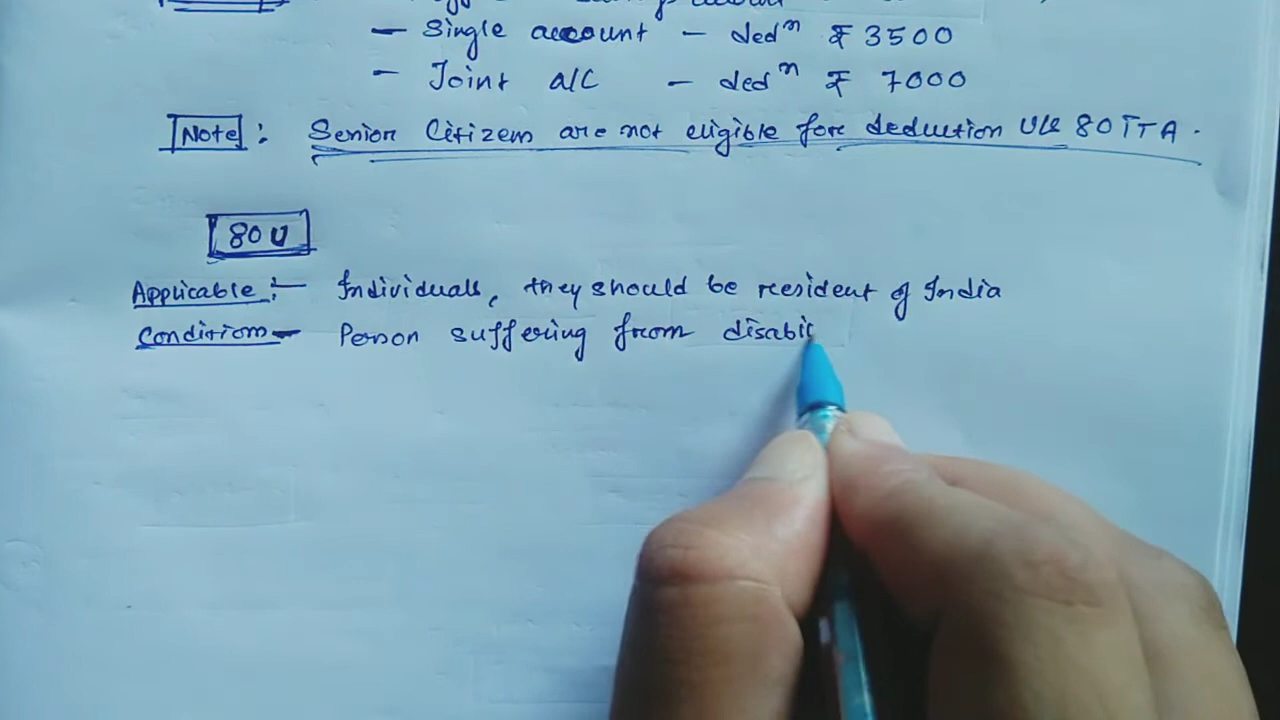 - Single account - dedn ₹ 3500
- Joint a/c - dedn ₹ 7000
Note : Senior Citizens are not eligible for deduction U/s 80TTA.
80U
Applicable :- Individuals, they should be resident of India
Condition - Person suffering from disabi